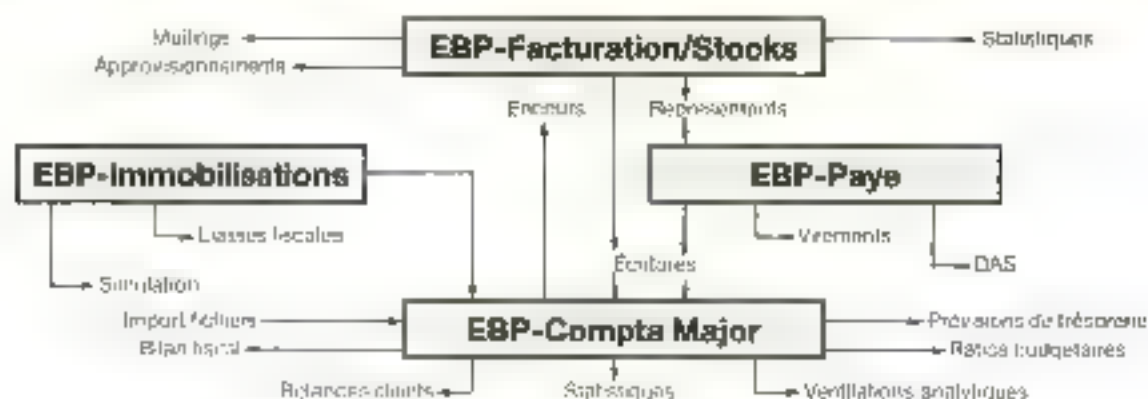 EBP-Facturation/Stocks
Mailings
Statistiques
Approvisionnements
Encours
Représentants
EBP-Immobilisations
EBP-Paye
Liasses fiscales
Virements
Écritures
DAS
Simulation
Import fichiers
EBP-Compta Major
Prévisions de trésorerie
Bilan fiscal
Ratios budgétaires
Relances clients
Statistiques
Ventilations analytiques